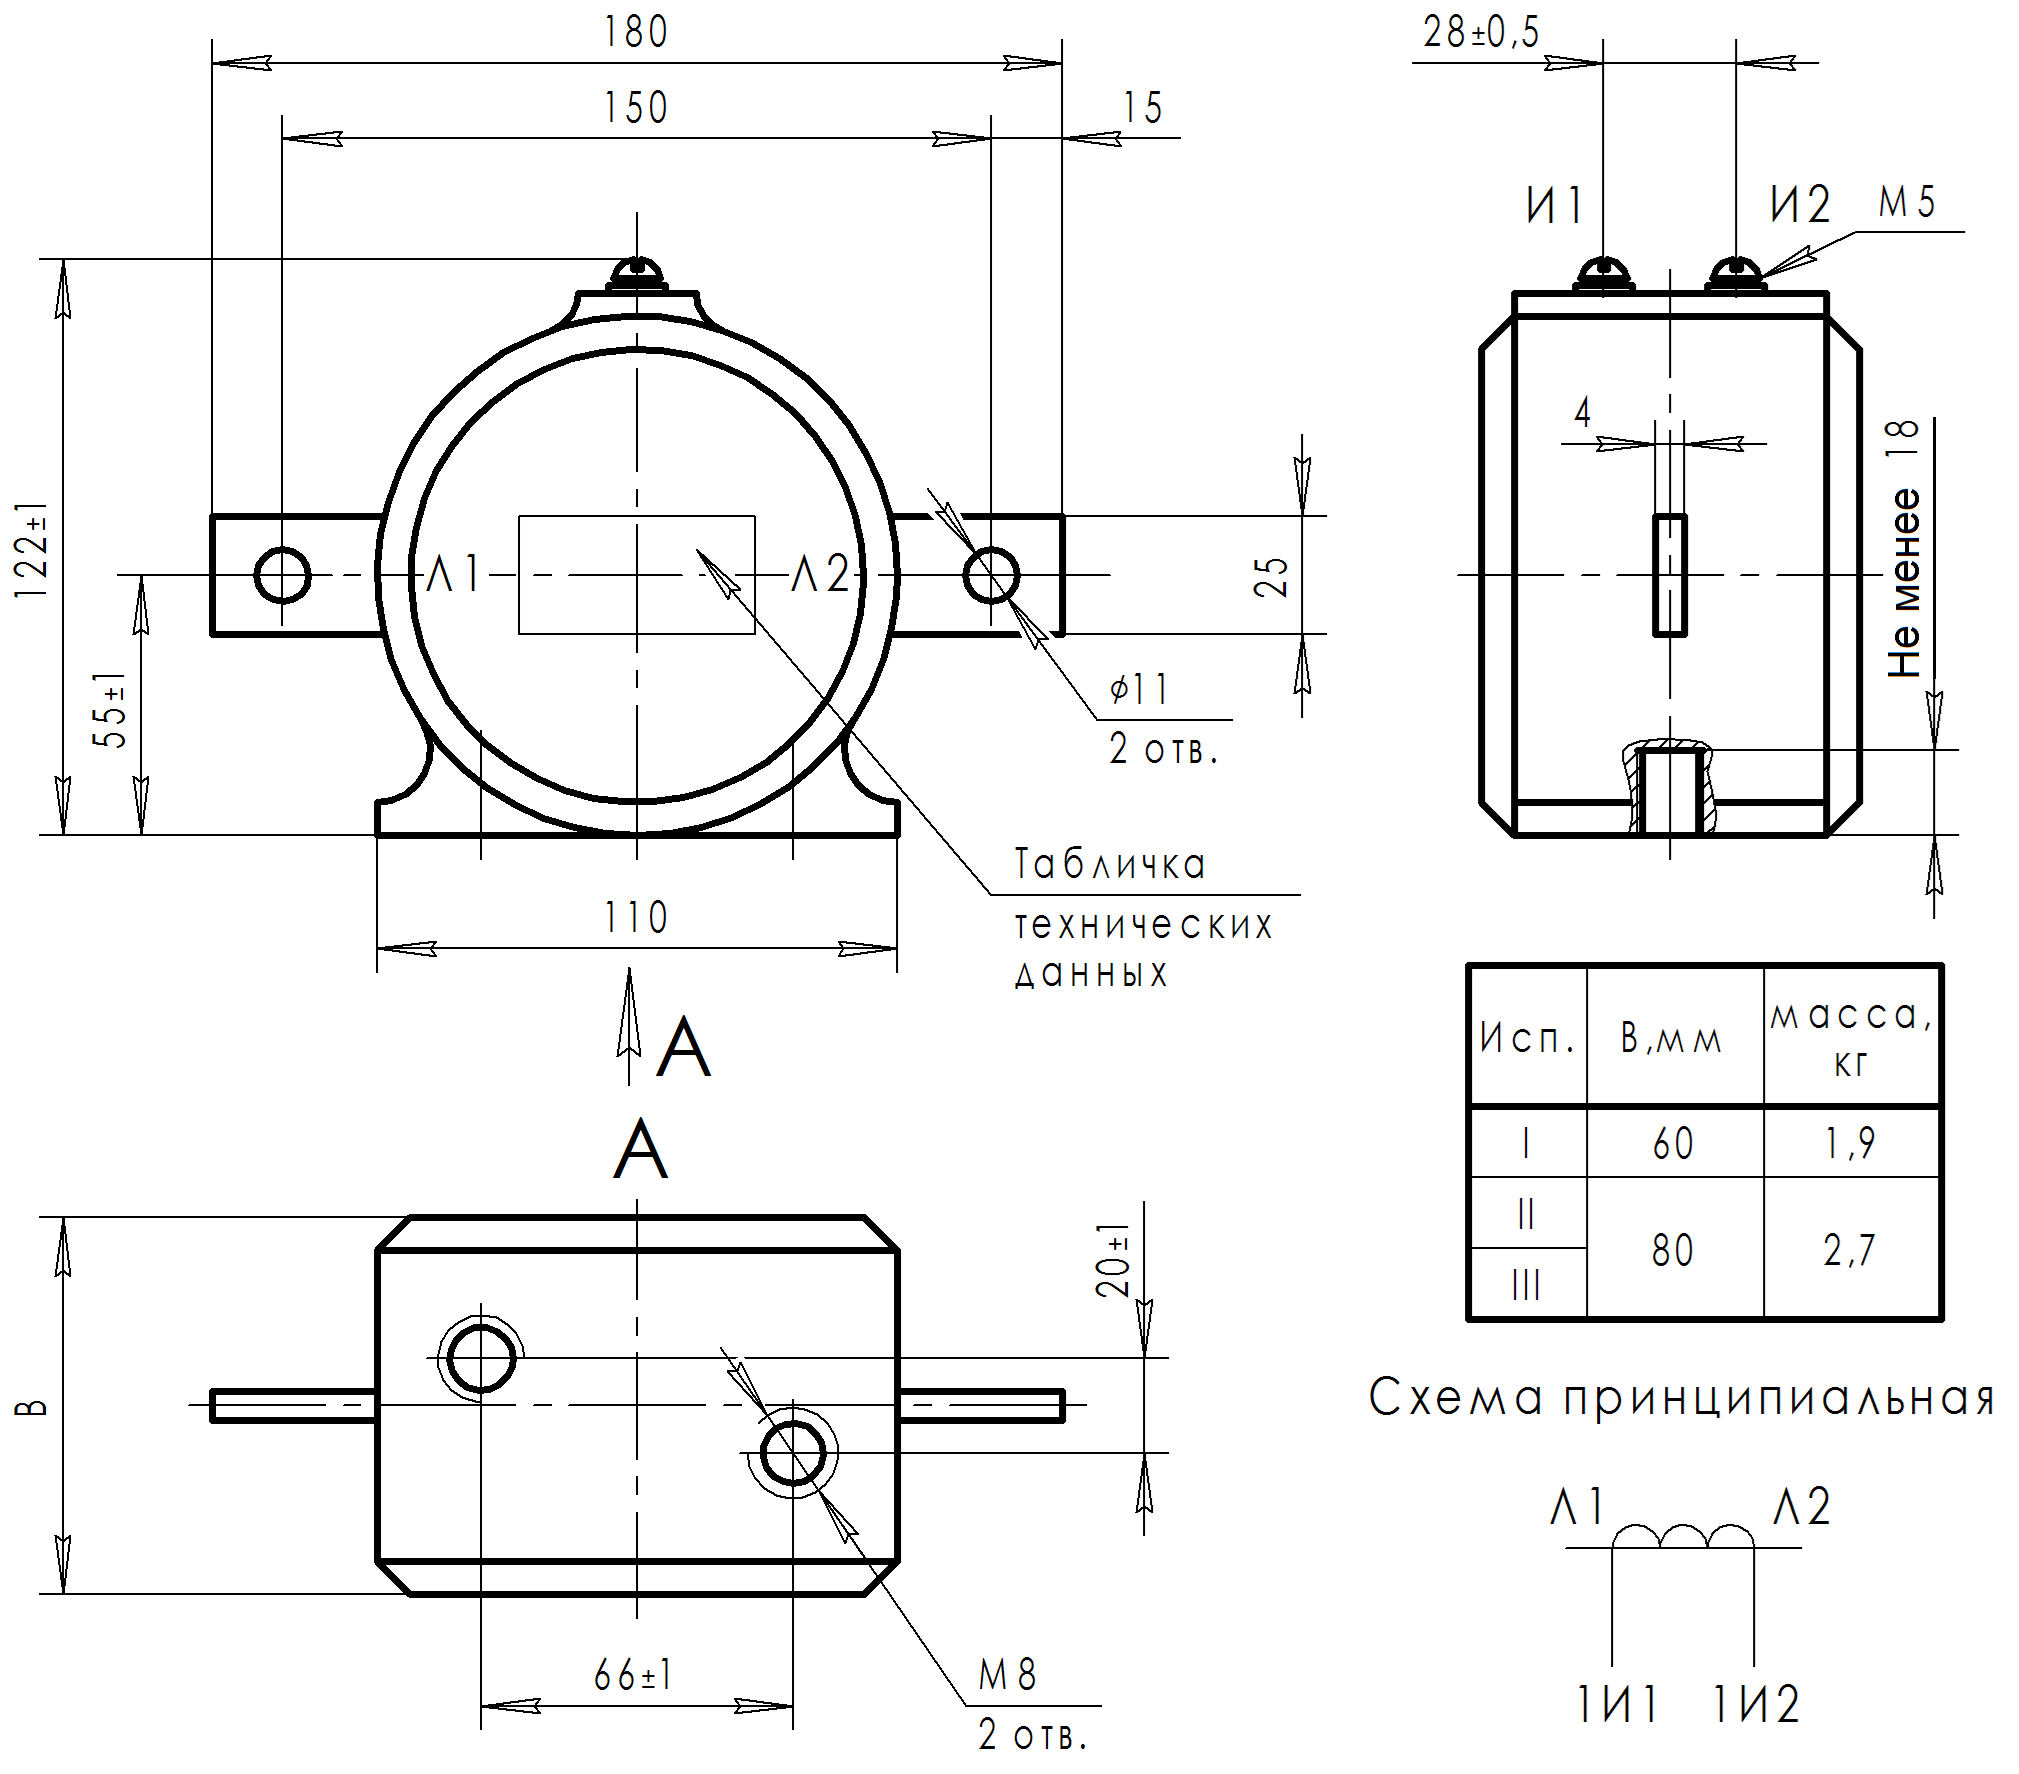 180
28±0,5
150
15
И1
И2
М5
4
Не менее 18
122±1
Л1
Л2
25
55±1
⌀11
2 отв.
Табличка
технических
данных
110
А
А
Исп.
В,мм
масса,
кг
I
60
1,9
II
80
2,7
III
20±1
В
Схема принципиальная
Л1
Л2
66±1
М8
2 отв.
1И1
1И2